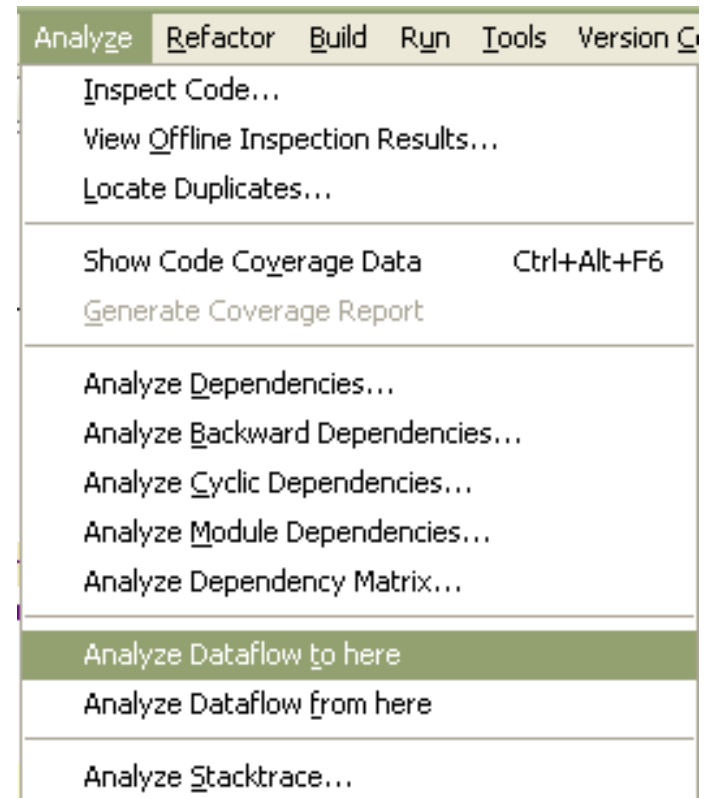 Analyze Refactor Build Run Tools Version
Inspect Code...
View Offline Inspection Results...
Locate Duplicates...
Show Code Coverage Data Ctrl+Alt+F6
Generate Coverage Report
Analyze Dependencies...
Analyze Backward Dependencies...
Analyze Cyclic Dependencies...
Analyze Module Dependencies...
Analyze Dependency Matrix...
Analyze Dataflow to here
Analyze Dataflow from here
Analyze Stacktrace...